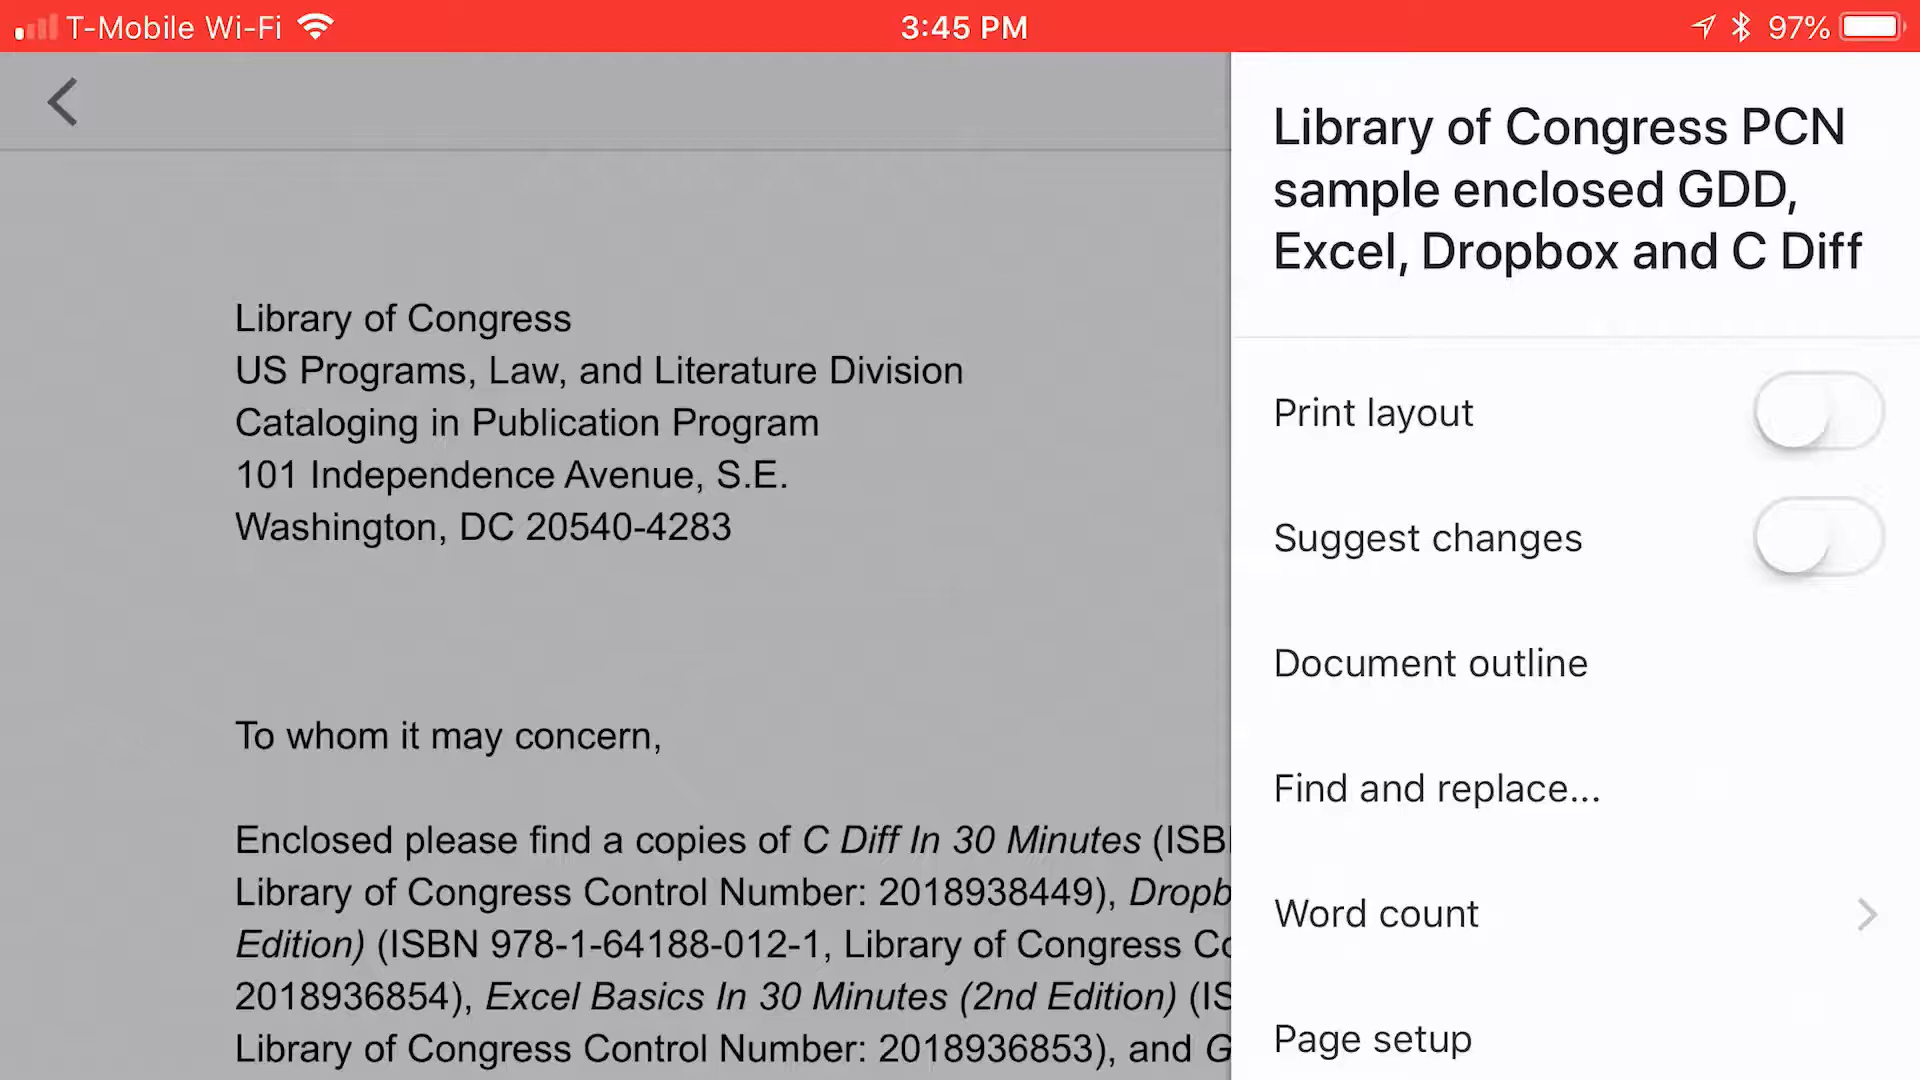 T-Mobile Wi-Fi
3:45 PM
97%
Library of Congress
US Programs, Law, and Literature Division
Cataloging in Publication Program
101 Independence Avenue, S.E.
Washington, DC 20540-4283
To whom it may concern,
Enclosed please find a copies of C Diff In 30 Minutes
Library of Congress Control Number: 2018938449),
Edition) (ISBN 978-1-64188-012-1, Library of Congress
2018936854), Excel Basics In 30 Minutes (2nd Edition)
Library of Congress Control Number: 2018936853), and G
Library of Congress PCN
sample enclosed GDD,
Excel, Dropbox and C Diff
Print layout
Suggest changes
Document outline
Find and replace...
Word count
Page setup